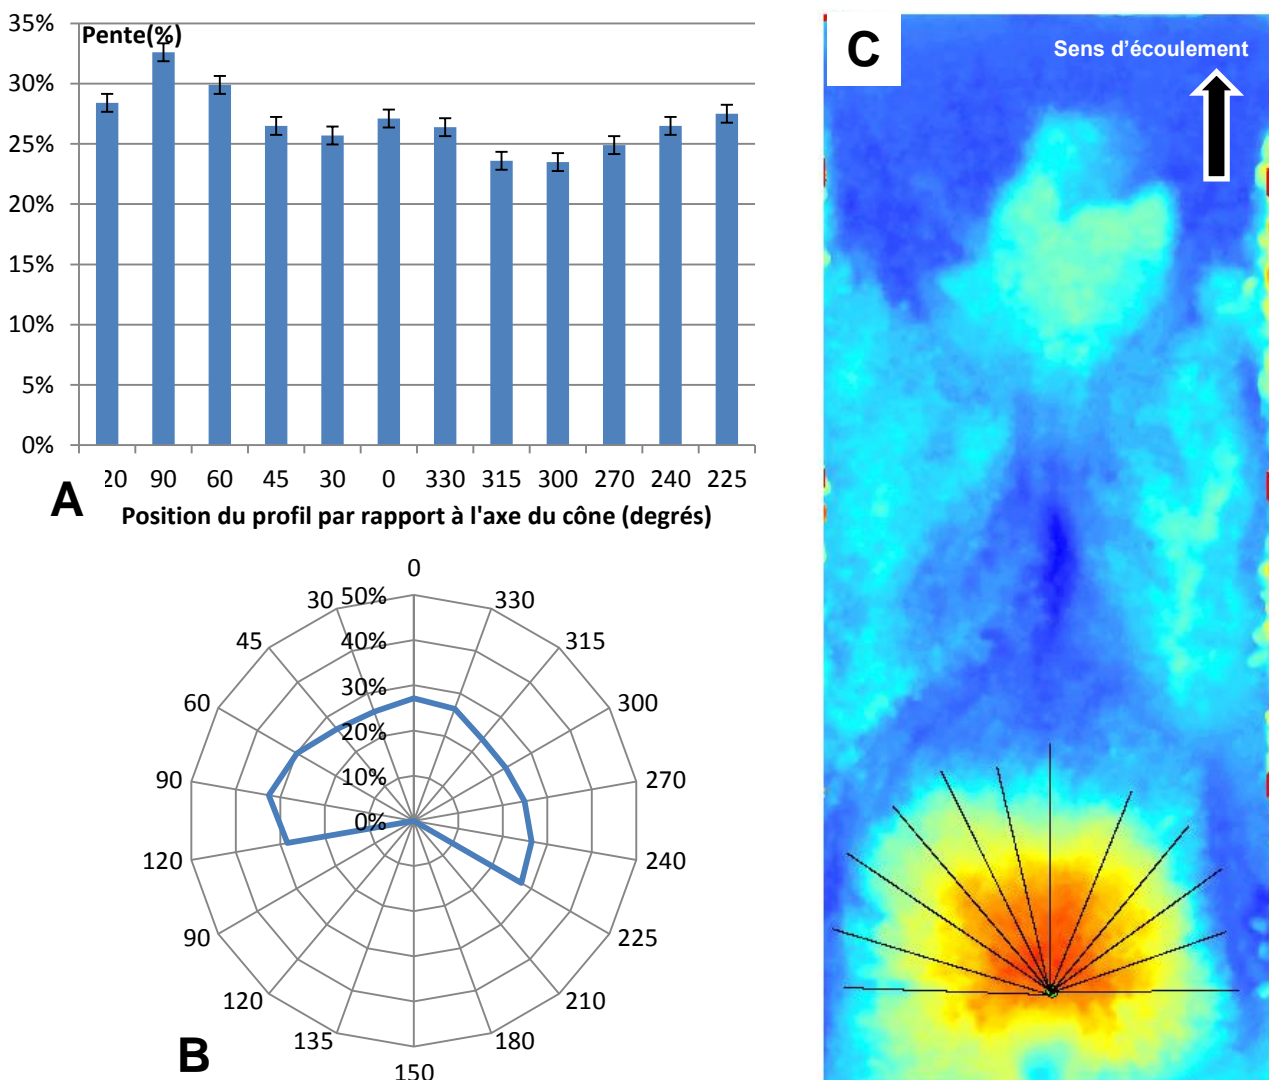 35%
Pente(%)
30%
25%
20%
15%
10%
5%
0%
20 90 60 45 30 0 330 315 300 270 240 225
A
Position du profil par rapport à l'axe du cône (degrés)
C
Sens d'écoulement
0
30 50% 330
45 40% 315
30%
60 20% 300
90 10% 270
0%
120 240
90 225
120 210
135 180
B
150